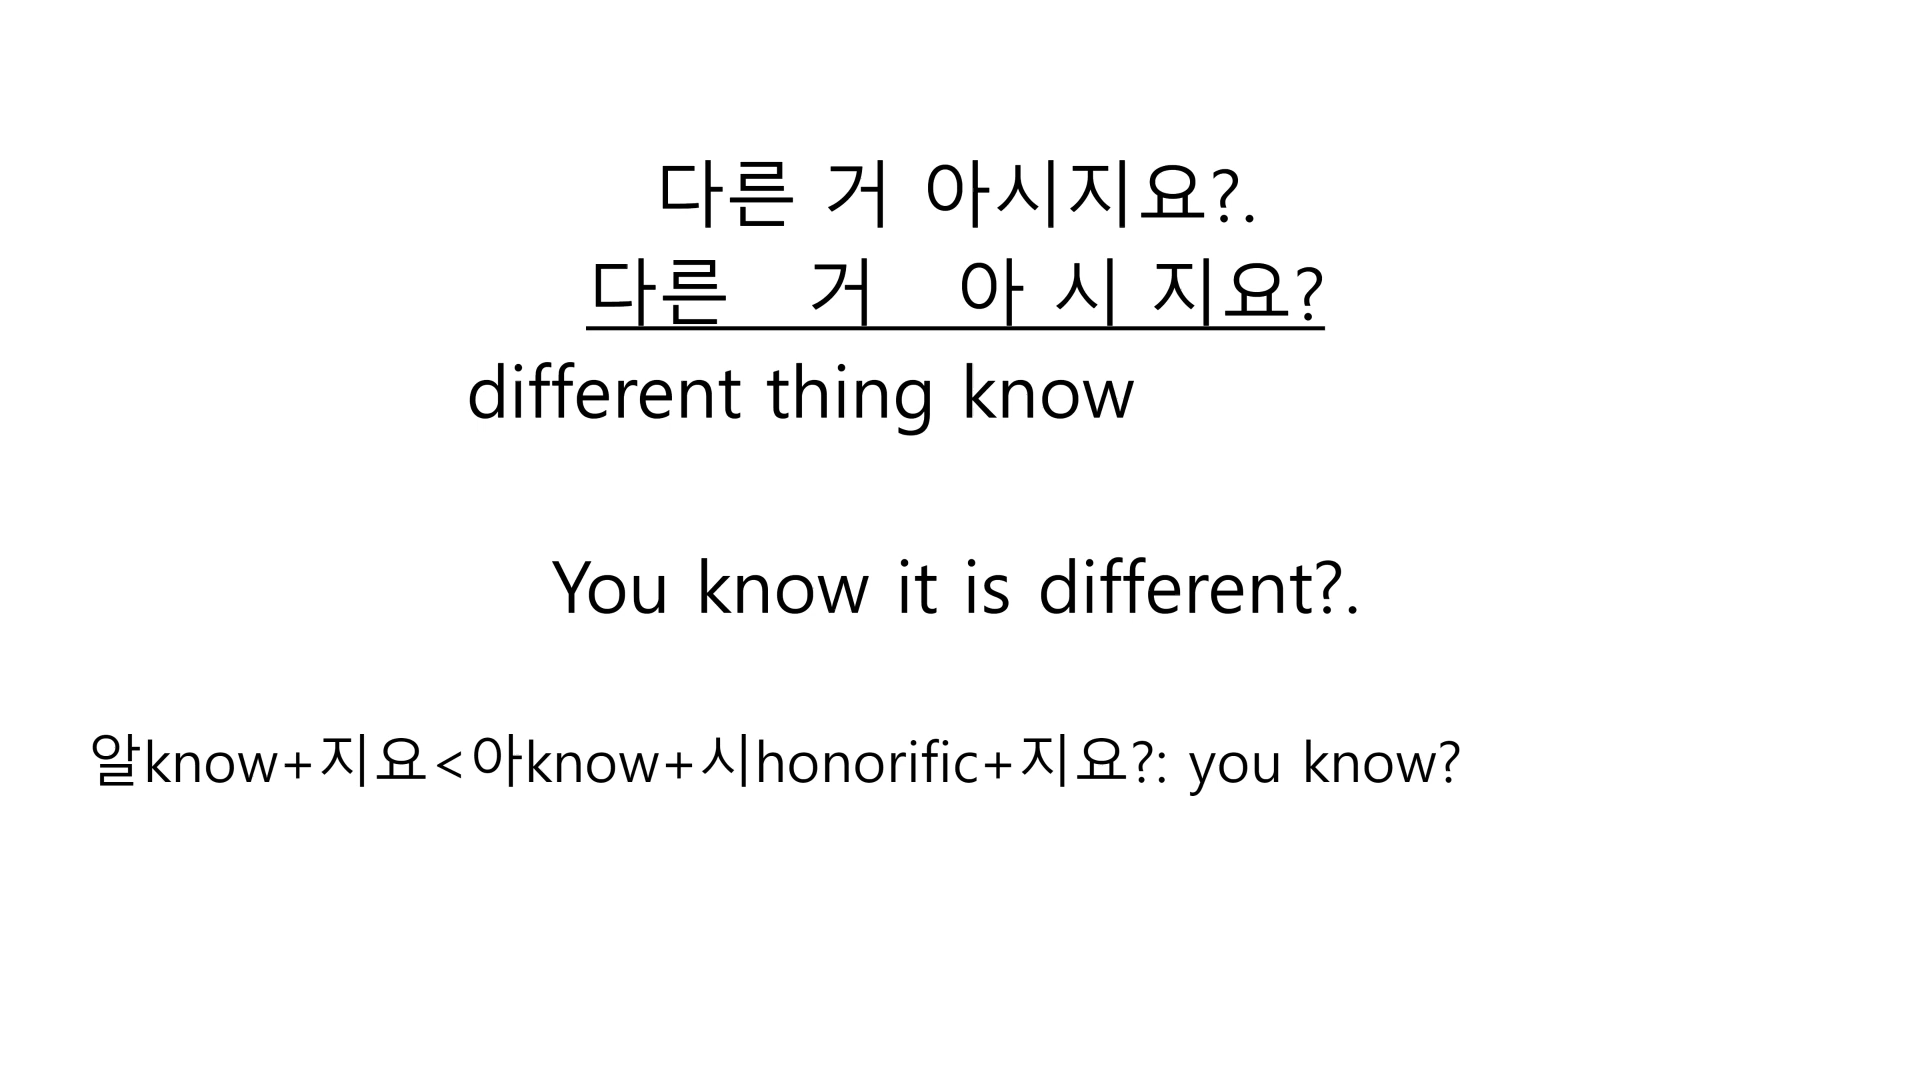 다른 거 아시지요?.
다른 거 아 시 지요?
different thing know
You know it is different?.
알know+지요<아know+시honorific+지요?: you know?